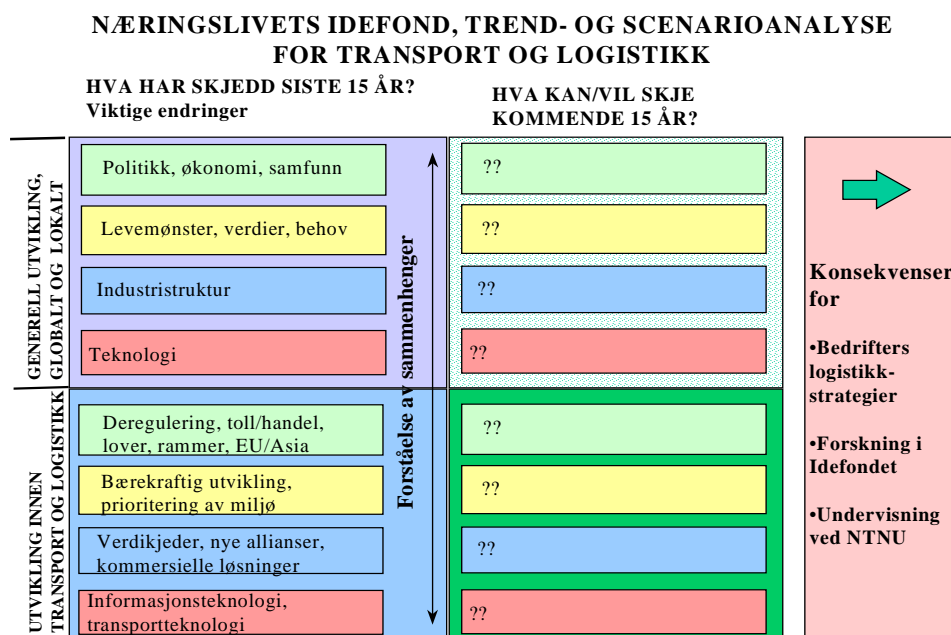 NÆRINGSLIVETS IDEFOND, TREND- OG SCENARIOANALYSE
FOR TRANSPORT OG LOGISTIKK
HVA HAR SKJEDD SISTE 15 ÅR?
Viktige endringer
HVA KAN/VIL SKJE
KOMMENDE 15 ÅR?
GENERELL UTVIKLING,
GLOBALT OG LOKALT
Politikk, økonomi, samfunn
??
Levemønster, verdier, behov
??
Industristruktur
??
Teknologi
??
Forståelse av sammenhenger
UTVIKLING INNEN
TRANSPORT OG LOGISTIKK
Deregulering, toll/handel,
lover, rammer, EU/Asia
??
Bærekraftig utvikling,
prioritering av miljø
??
Verdikjeder, nye allianser,
kommersielle løsninger
??
Informasjonsteknologi,
transportteknologi
??
Konsekvenser
for
•Bedrifters
logistikk-
strategier
•Forskning i
Idefondet
•Undervisning
ved NTNU